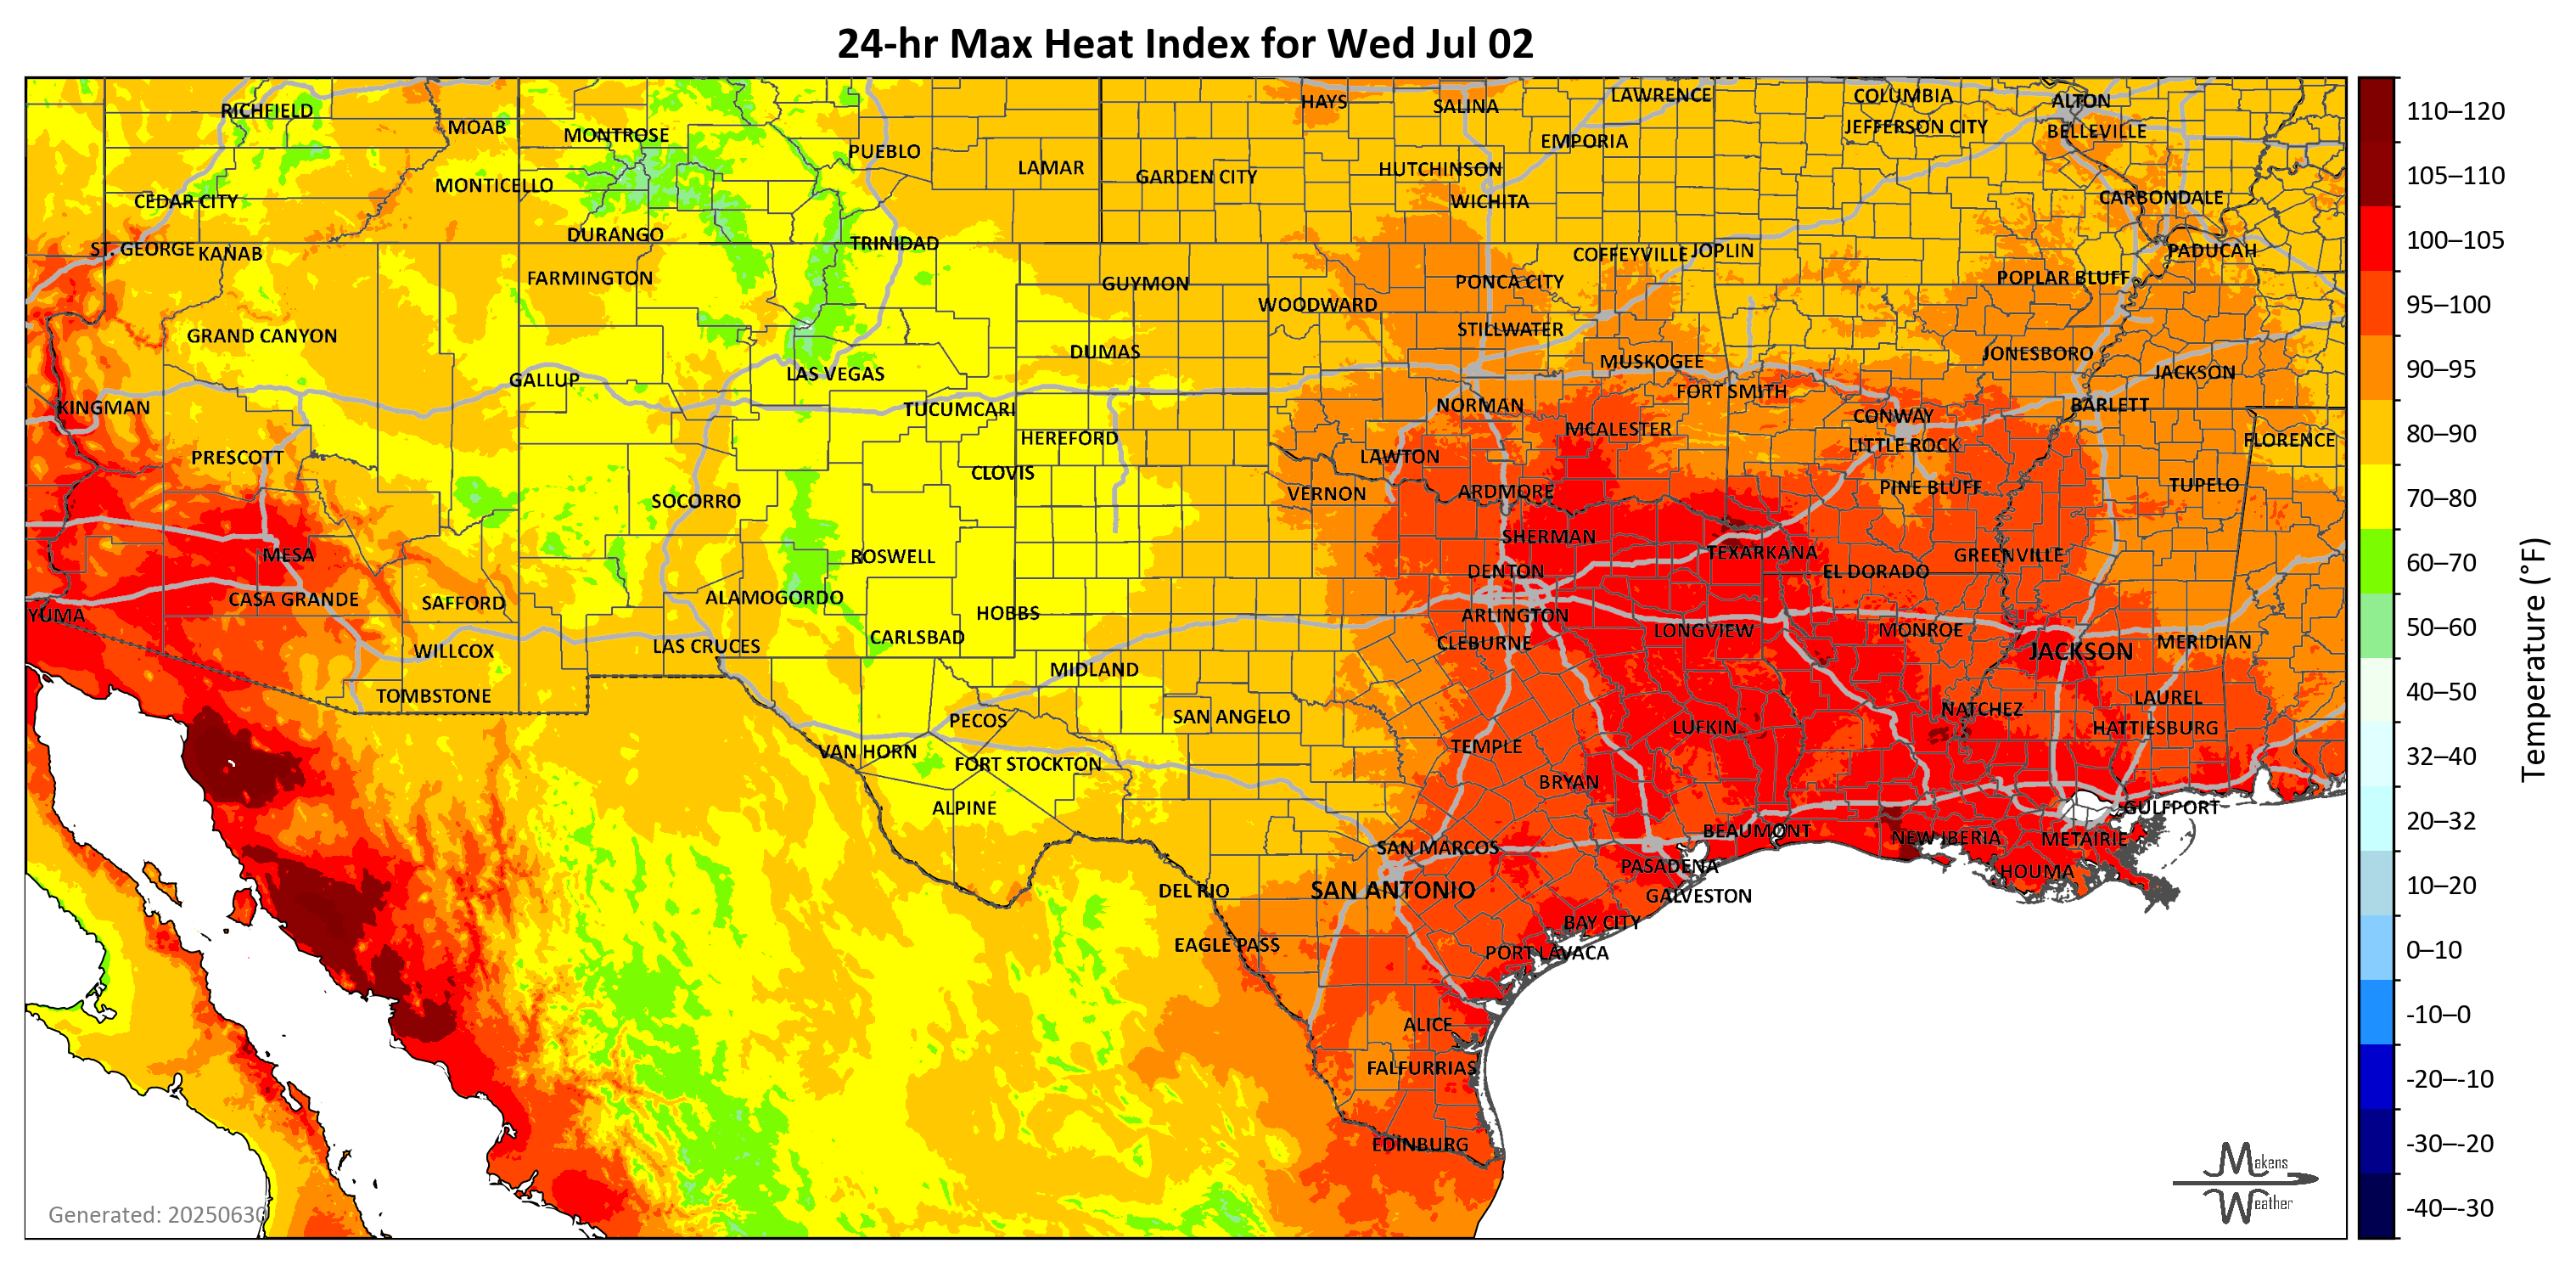 24-hr Max Heat Index for Wed Jul 02
RICHFIELD
MOAB
MONTROSE
PUEBLO
LAMAR
GARDEN CITY
HAYS
SALINA
LAWRENCE
EMPORIA
HUTCHINSON
WICHITA
COLUMBIA
JEFFERSON CITY
ALTON
BELLEVILLE
CARBONDALE
CEDAR CITY
MONTICELLO
DURANGO
TRINIDAD
ST. GEORGE
KANAB
FARMINGTON
GUYMON
WOODWARD
PONCA CITY
COFFEYVILLE
JOPLIN
POPLAR BLUFF
PADUCAH
GRAND CANYON
STILLWATER
DUMAS
MUSKOGEE
JONESBORO
JACKSON
GALLUP
LAS VEGAS
FORT SMITH
KINGMAN
TUCUMCARI
NORMAN
CONWAY
BARLETT
MCALESTER
HEREFORD
LITTLE ROCK
FLORENCE
PRESCOTT
CLOVIS
LAWTON
PINE BLUFF
TUPELO
SOCORRO
VERNON
ARDMORE
SHERMAN
MESA
ROSWELL
TEXARKANA
GREENVILLE
DENTON
EL DORADO
CASA GRANDE
SAFFORD
ALAMOGORDO
HOBBS
ARLINGTON
YUMA
LAS CRUCES
CARLSBAD
CLEBURNE
LONGVIEW
MONROE
JACKSON
MERIDIAN
WILLCOX
MIDLAND
TOMBSTONE
PECOS
SAN ANGELO
LUFKIN
NATCHEZ
LAUREL
HATTIESBURG
VAN HORN
FORT STOCKTON
TEMPLE
BRYAN
ALPINE
GULFPORT
SAN MARCOS
BEAUMONT
NEW IBERIA
METAIRIE
PASADENA
HOUMA
DEL RIO
SAN ANTONIO
GALVESTON
BAY CITY
EAGLE PASS
PORT LAVACA
ALICE
FALFURRIAS
EDINBURG
Generated: 20250630
Makens
Weather
110–120
105–110
100–105
95–100
90–95
80–90
70–80
60–70
50–60
40–50
32–40
20–32
10–20
0–10
-10–0
-20–-10
-30–-20
-40–-30
Temperature (°F)